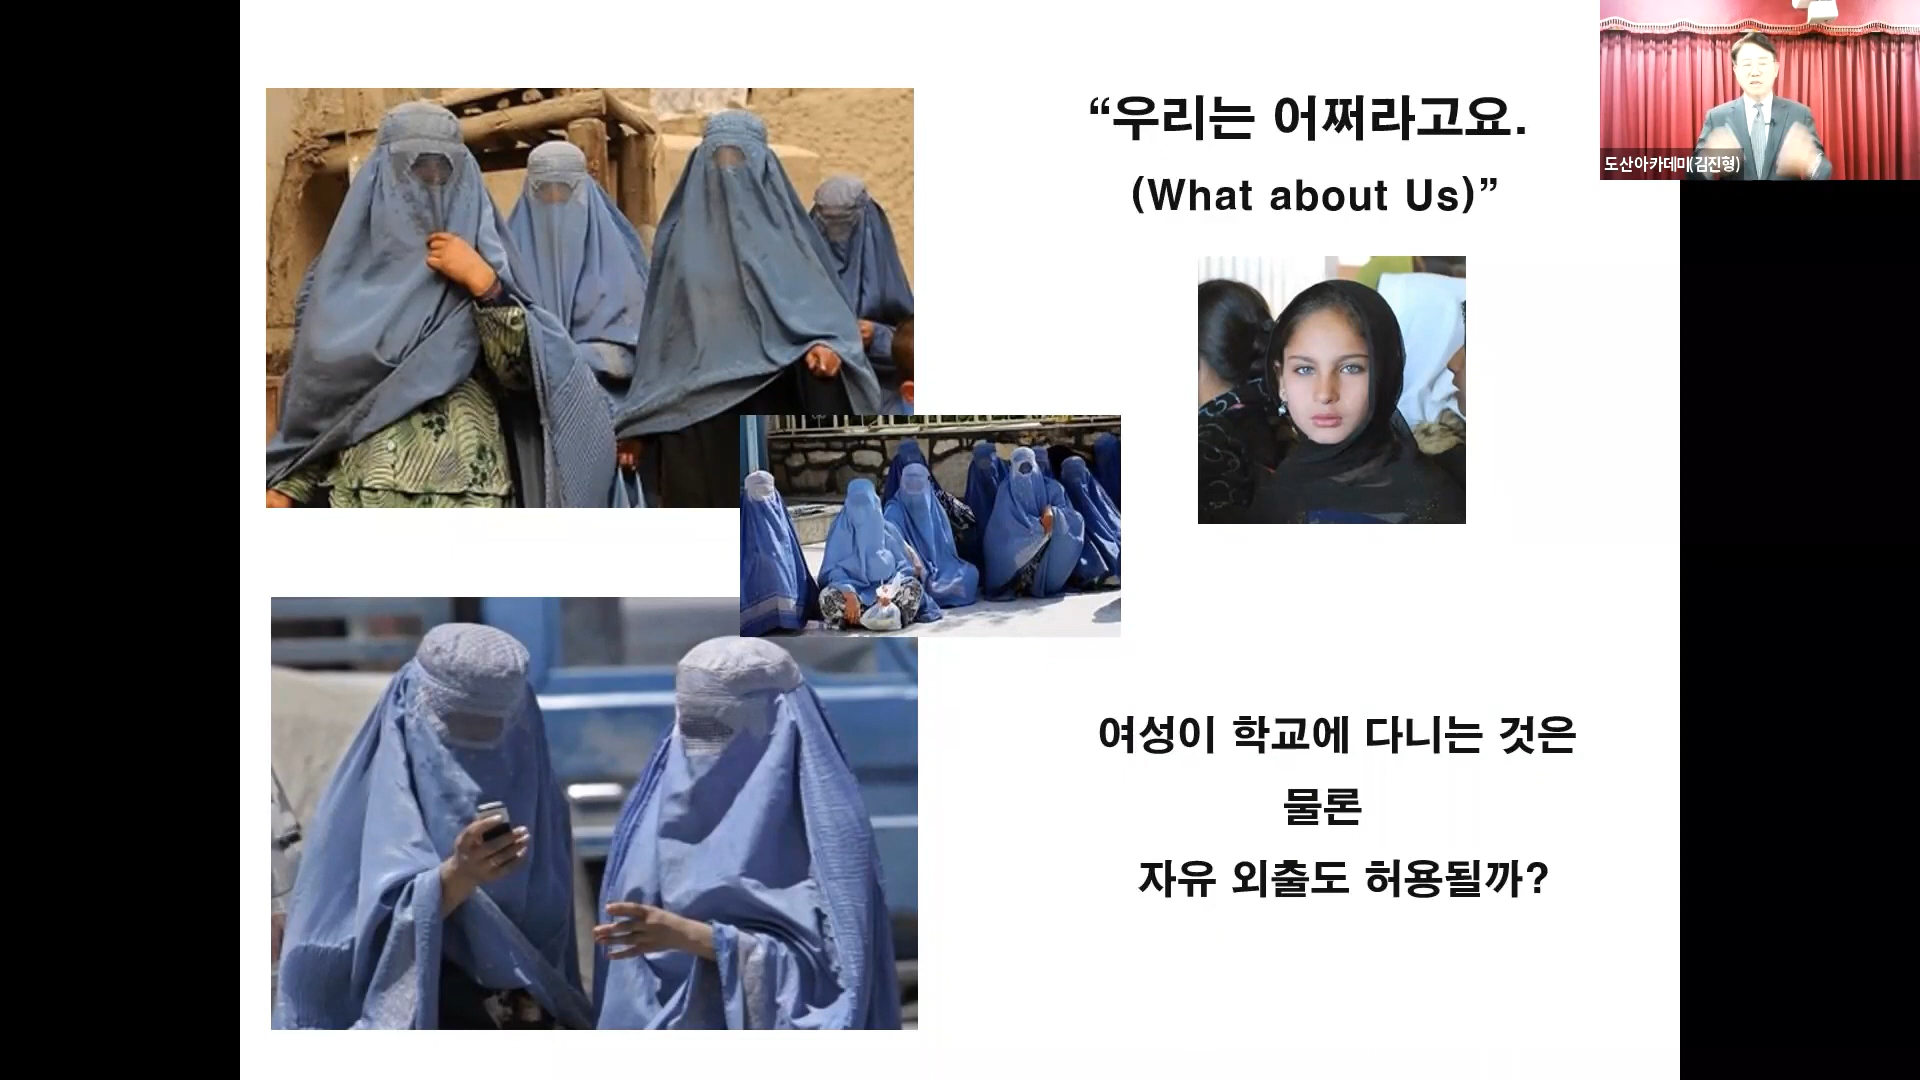 “우리는 어쩌라고요.
(What about Us)”
도산아카데미(김진형)
여성이 학교에 다니는 것은
물론
자유 외출도 허용될까?